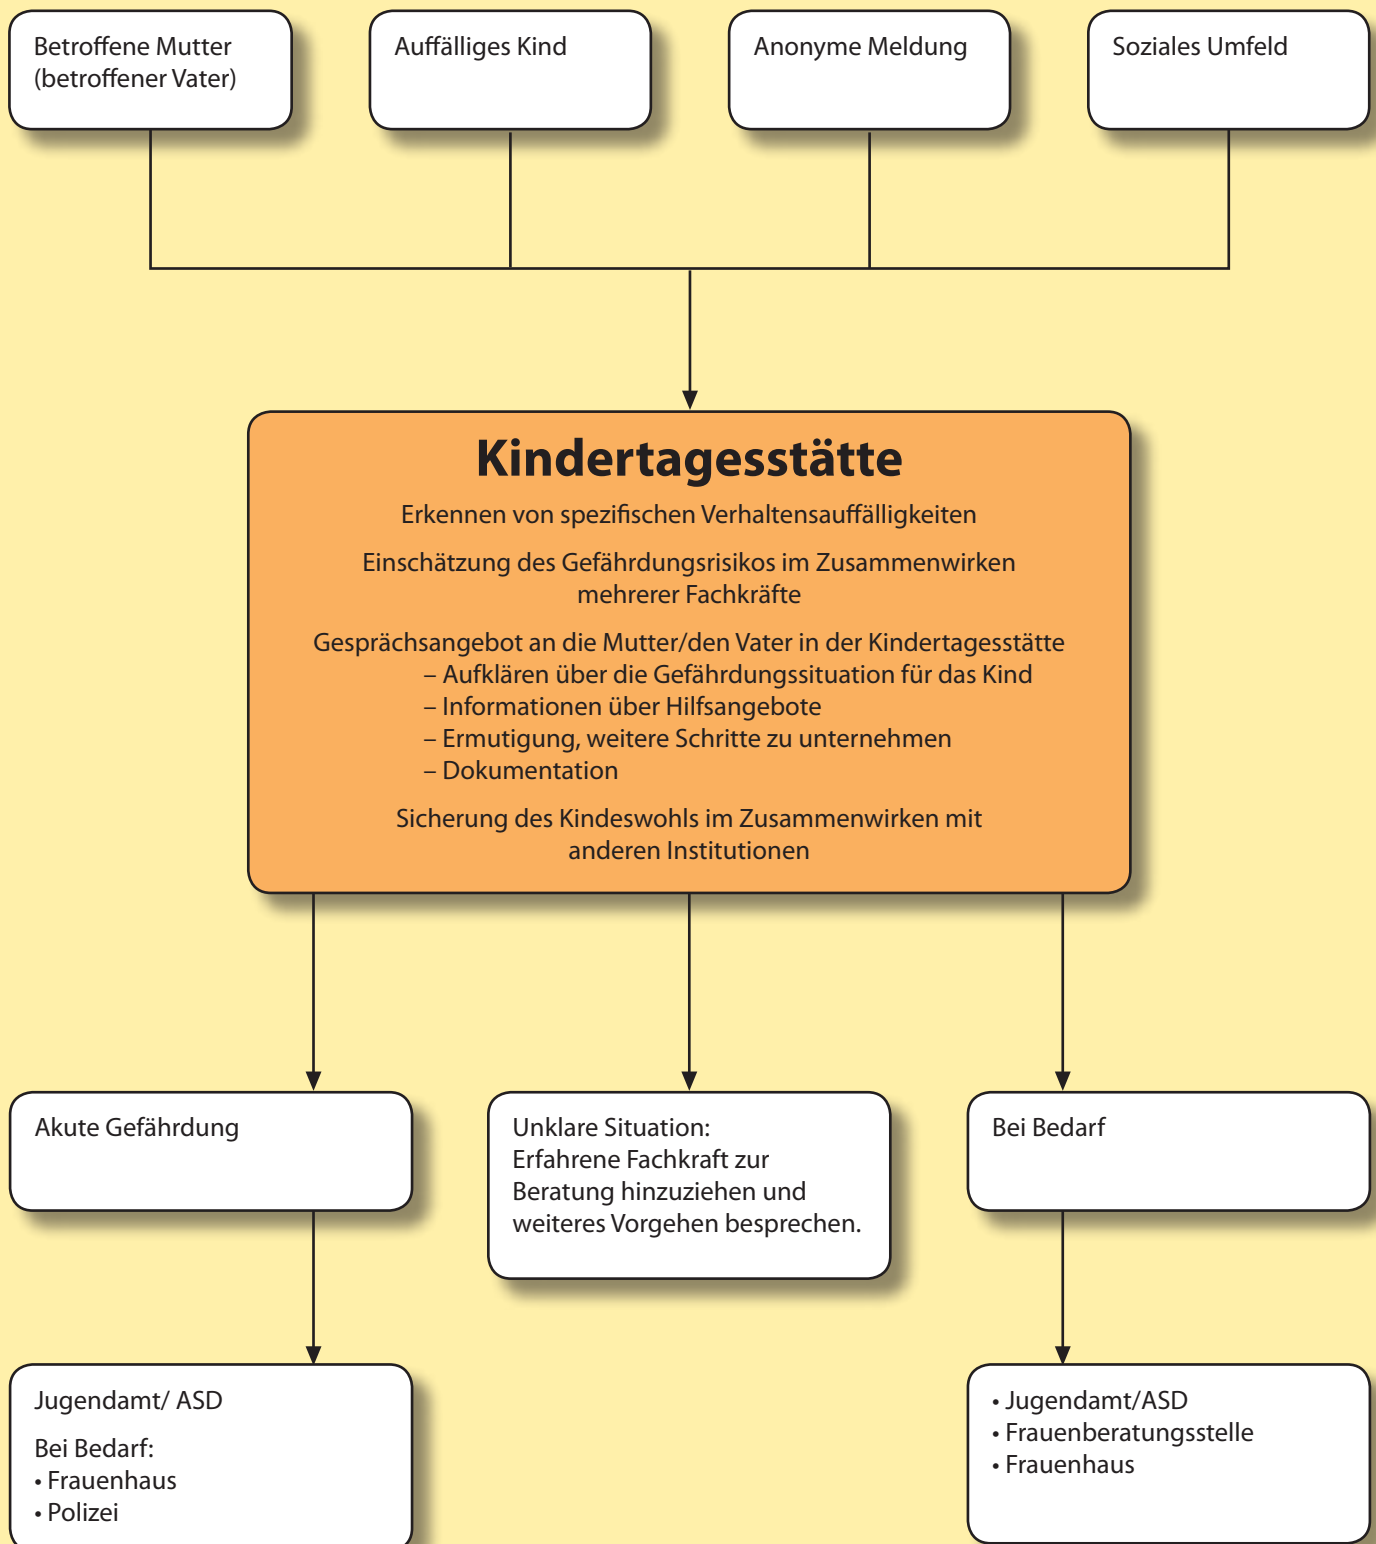 Betroffene Mutter
(betroffener Vater)
Auffälliges Kind
Anonyme Meldung
Soziales Umfeld
Kindertagesstätte
Erkennen von spezifischen Verhaltensauffälligkeiten
Einschätzung des Gefährdungsrisikos im Zusammenwirken
mehrerer Fachkräfte
Gesprächsangebot an die Mutter/den Vater in der Kindertagesstätte
– Aufklären über die Gefährdungssituation für das Kind
– Informationen über Hilfsangebote
– Ermutigung, weitere Schritte zu unternehmen
– Dokumentation
Sicherung des Kindeswohls im Zusammenwirken mit
anderen Institutionen
Akute Gefährdung
Unklare Situation:
Erfahrene Fachkraft zur
Beratung hinzuziehen und
weiteres Vorgehen besprechen.
Bei Bedarf
Jugendamt/ ASD
Bei Bedarf:
• Frauenhaus
• Polizei
• Jugendamt/ASD
• Frauenberatungsstelle
• Frauenhaus